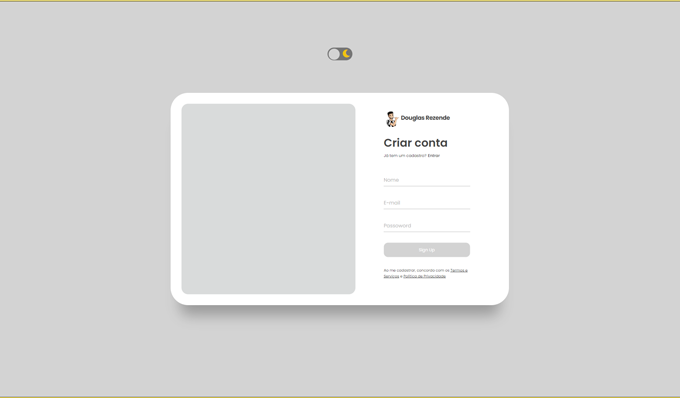 Douglas Rezende
Criar conta
Já tem um cadastro? Entrar
Nome
E-mail
Password
Sign Up
Ao me cadastrar, concordo com os Termos e
Serviços e Políticas de Privacidade.